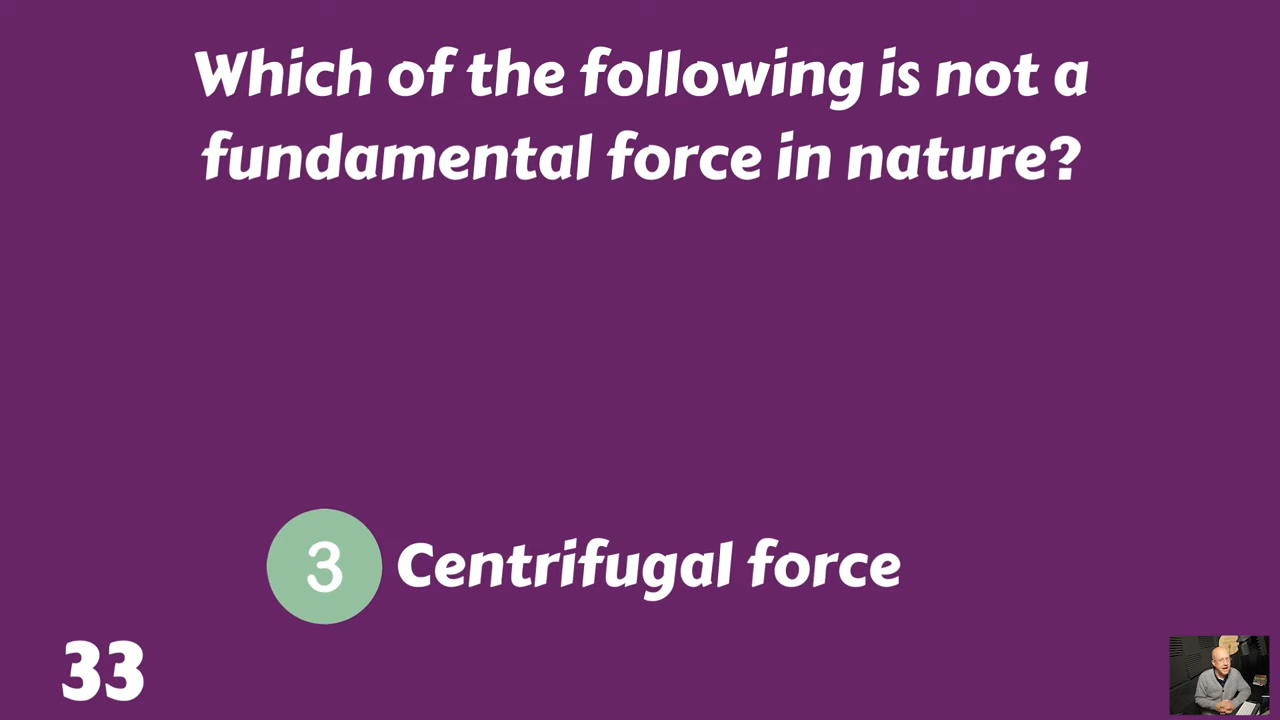 Which of the following is not a
fundamental force in nature?
3 Centrifugal force
33